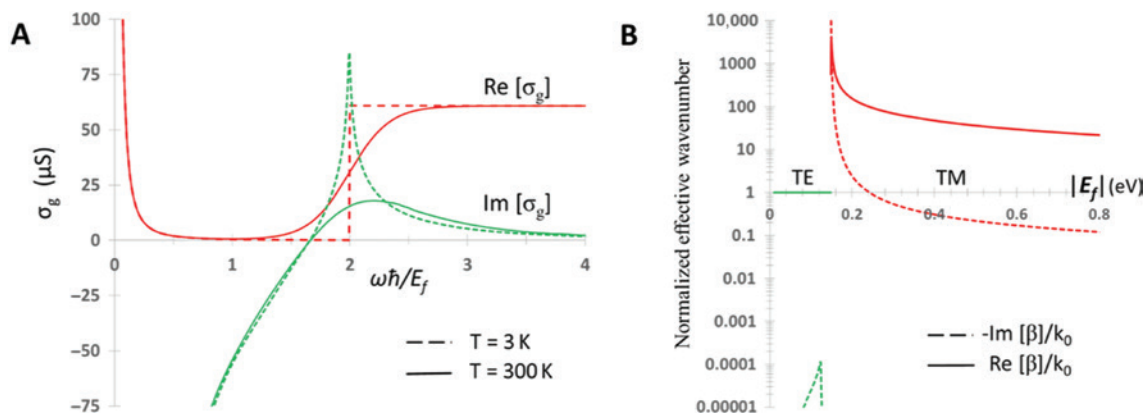 A
100
75
50
25
0
−25
−50
−75
σg (µS)
0 1 2 3 4
ωħ/Ef
Re [σg]
Im [σg]
T = 3 K
T = 300 K
B
Normalized effective wavenumber
10,000
1000
100
10
1
0.1
0.01
0.001
0.0001
0.00001
TE
TM
|Ef| (eV)
0.2 0.4 0.6 0.8
-Im [β]/k0
Re [β]/k0